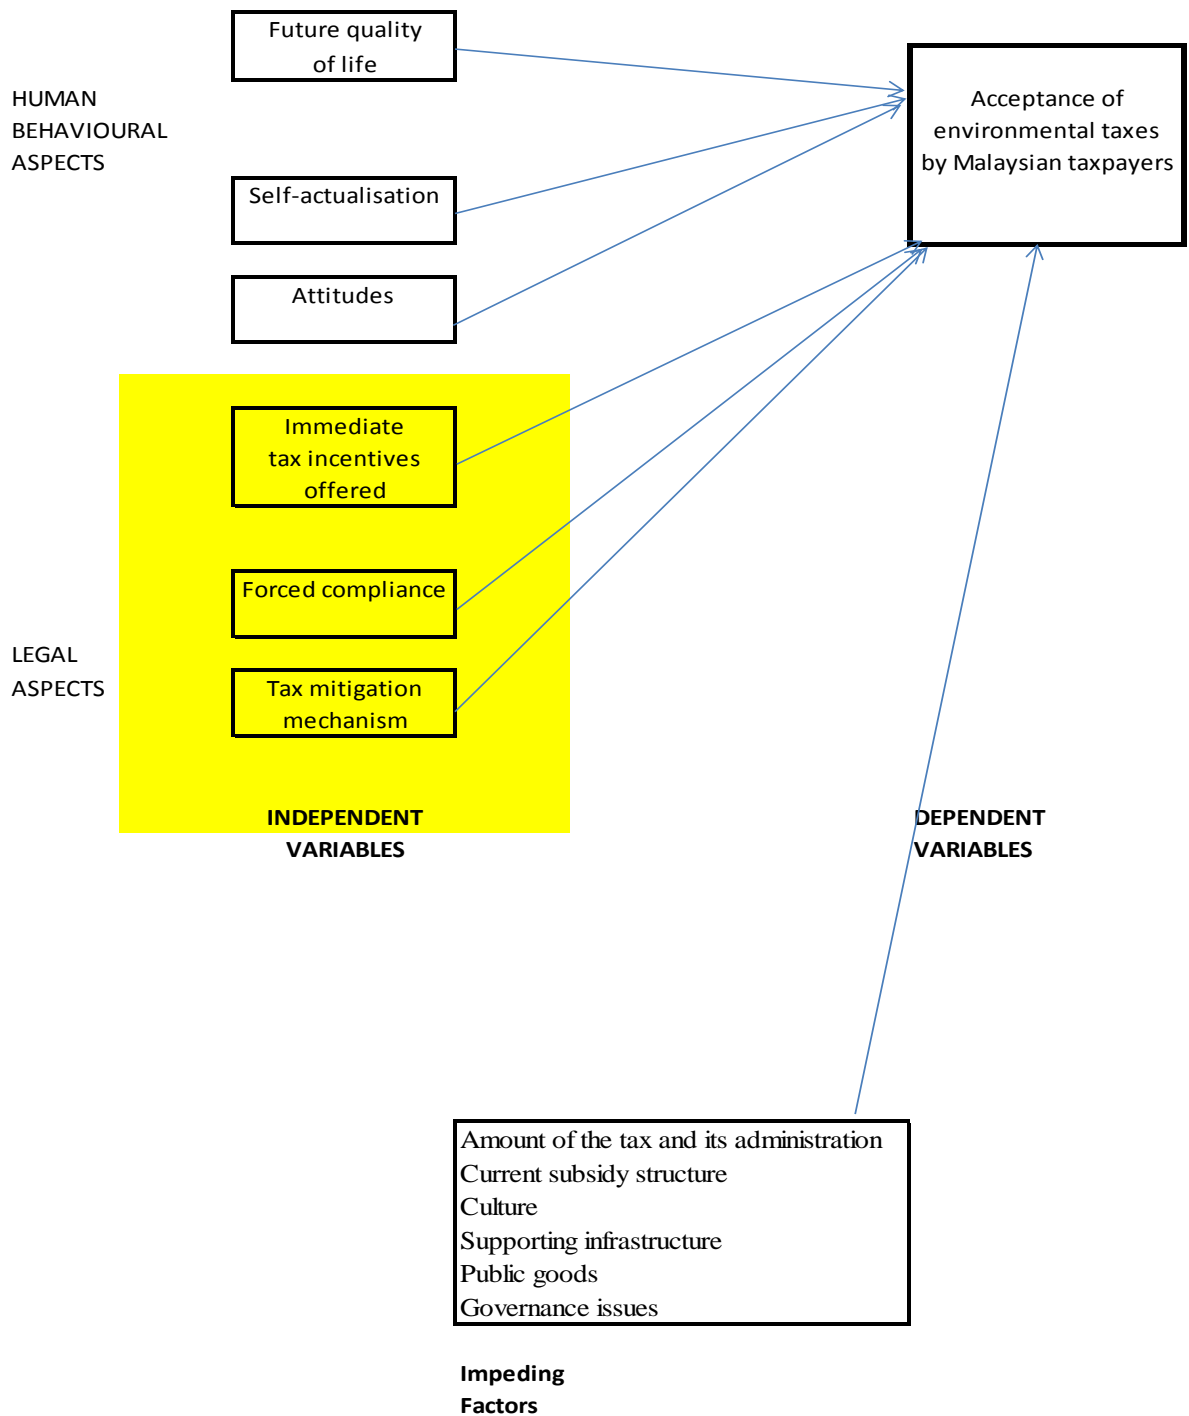 Future quality
of life
HUMAN
BEHAVIOURAL
ASPECTS
Acceptance of
environmental taxes
by Malaysian taxpayers
Self-actualisation
Attitudes
Immediate
tax incentives
offered
Forced compliance
LEGAL
ASPECTS
Tax mitigation
mechanism
INDEPENDENT
VARIABLES
DEPENDENT
VARIABLES
Amount of the tax and its administration
Current subsidy structure
Culture
Supporting infrastructure
Public goods
Governance issues
Impeding
Factors